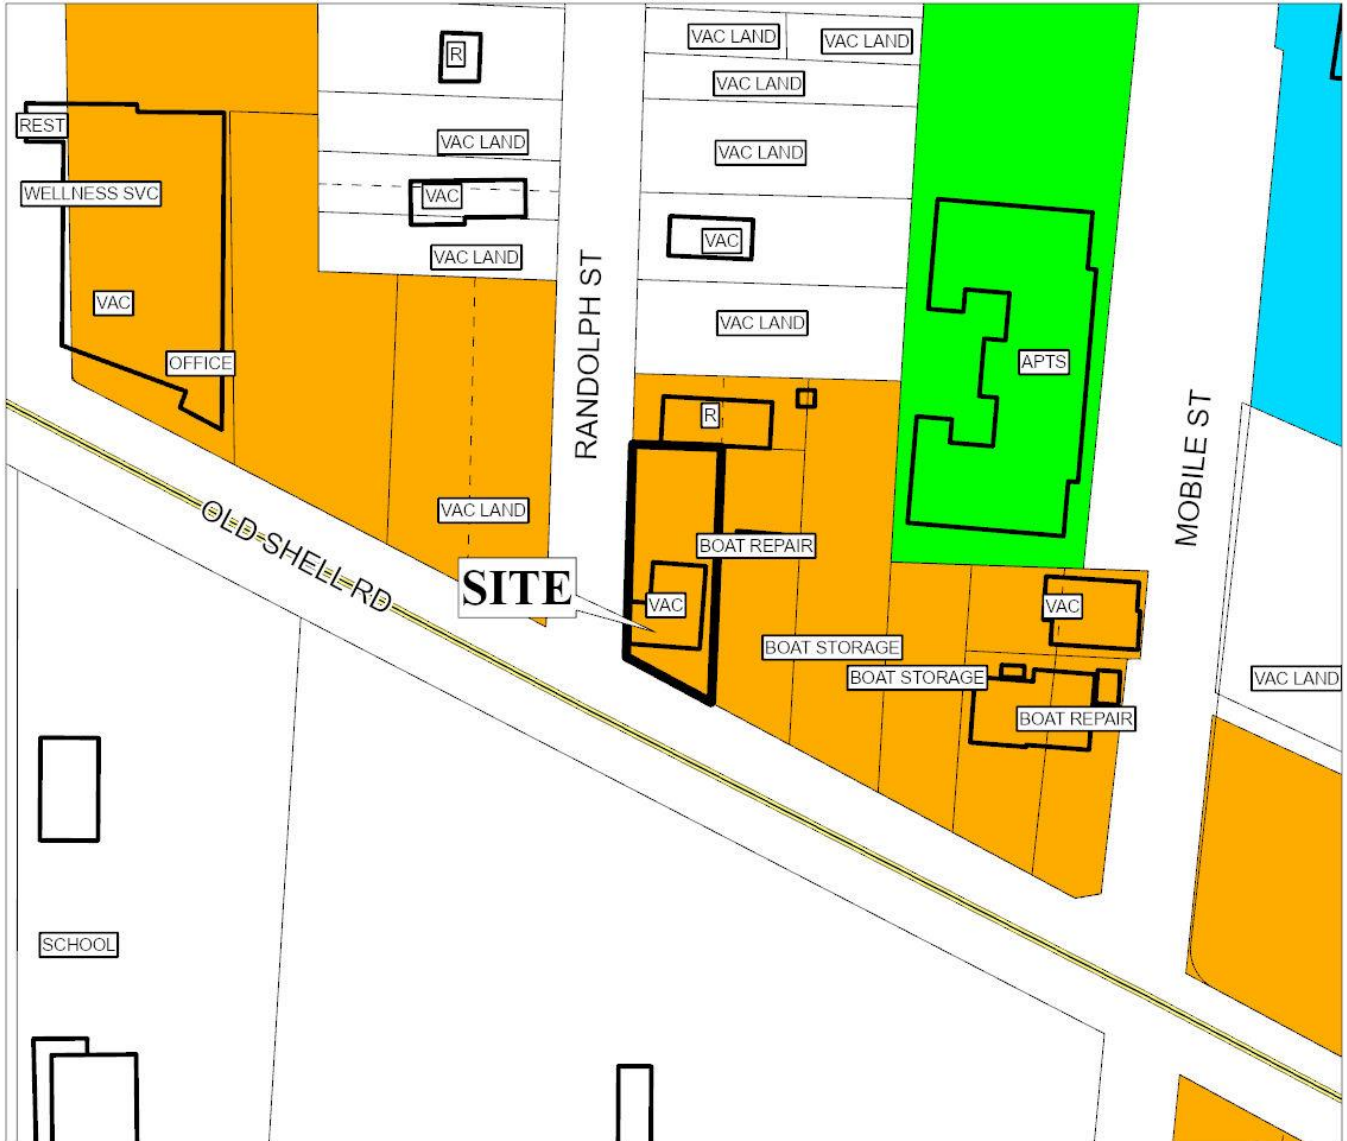 VAC LAND
VAC LAND
R
VAC LAND
REST
VAC LAND
VAC LAND
WELLNESS SVC
VAC
VAC
VAC LAND
VAC
RANDOLPH ST
VAC LAND
OFFICE
APTS
R
MOBILE ST
VAC LAND
OLD SHELL RD
BOAT REPAIR
SITE
VAC
VAC
BOAT STORAGE
BOAT STORAGE
VAC LAND
BOAT REPAIR
SCHOOL